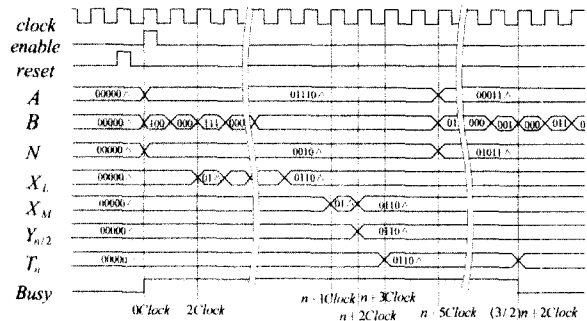 clock
enable
reset
A 00000 01110 00011
B 00000 100 000 111 000 01 000 001 000 011 0
N 00000 0010 01011
X_L 00000 01 0110
X_M 00000 01 0110
Y_{n/2} 00000 0110
T_n 00000 0110
Busy
0Clock 2Clock n+1Clock n+3Clock n+5Clock (3/2)n+2Clock
n+2Clock